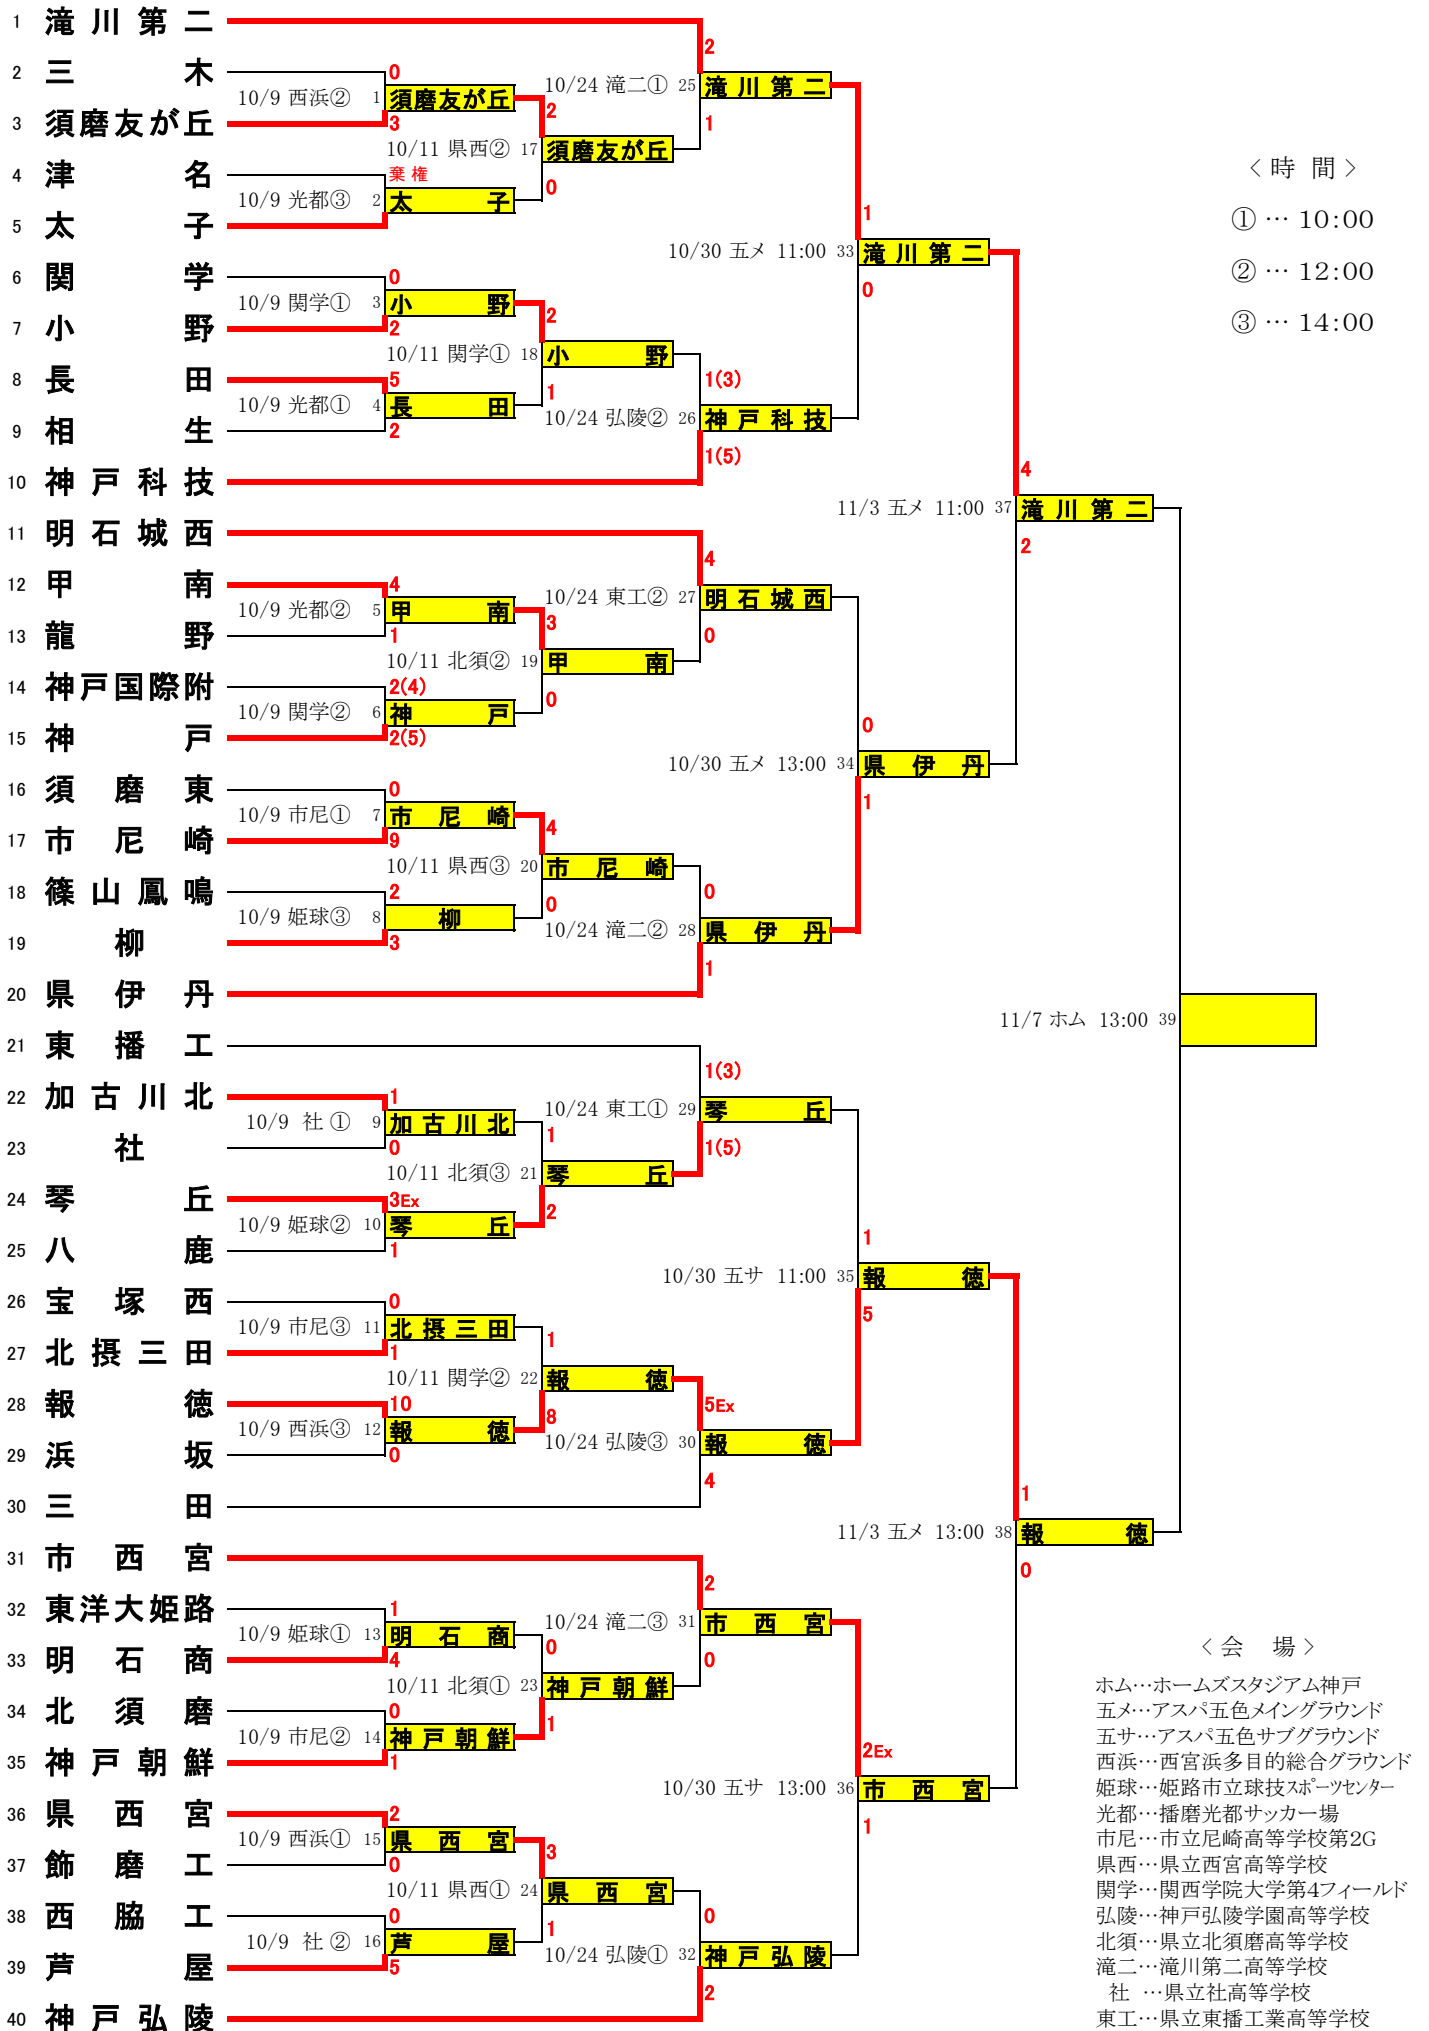 1 滝川第二
2 三木
3 須磨友が丘
4 津名
5 太子
6 関学
7 小野
8 長田
9 相生
10 神戸科技
11 明石城西
12 甲南
13 龍野
14 神戸国際附
15 神戸
16 須磨東
17 市尼崎
18 篠山鳳鳴
19 柳
20 県伊丹
21 東播工
22 加古川北
23 社
24 琴丘
25 八鹿
26 宝塚西
27 北摂三田
28 報徳
29 浜坂
30 三田
31 市西宮
32 東洋大姫路
33 明石商
34 北須磨
35 神戸朝鮮
36 県西宮
37 飾磨工
38 西脇工
39 芦屋
40 神戸弘陵
0
10/9 西浜② 1 須磨友が丘
3
棄権
10/9 光都③ 2 太子
0
10/9 関学① 3 小野
2
5
10/9 光都① 4 長田
2
4
10/9 光都② 5 甲南
1
2(4)
10/9 関学② 6 神戸
2(5)
0
10/9 市尼① 7 市尼崎
9
2
10/9 姫球③ 8 柳
3
1
10/9 社① 9 加古川北
0
3Ex
10/9 姫球② 10 琴丘
1
0
10/9 市尼③ 11 北摂三田
1
10
10/9 西浜③ 12 報徳
0
1
10/9 姫球① 13 明石商
4
0
10/9 市尼② 14 神戸朝鮮
1
2
10/9 西浜① 15 県西宮
0
0
10/9 社② 16 芦屋
5
2
10/11 県西② 17 須磨友が丘
0
2
10/11 関学① 18 小野
1
3
10/11 北須② 19 甲南
0
4
10/11 県西③ 20 市尼崎
0
1
10/11 北須③ 21 琴丘
2
1
10/11 関学② 22 報徳
8
0
10/11 北須① 23 神戸朝鮮
1
3
10/11 県西① 24 県西宮
1
2
10/24 滝二① 25 滝川第二
1
1(3)
10/24 弘陵② 26 神戸科技
1(5)
4
10/24 東工② 27 明石城西
0
0
10/24 滝二② 28 県伊丹
1
1(3)
10/24 東工① 29 琴丘
1(5)
5Ex
10/24 弘陵③ 30 報徳
4
2
10/24 滝二③ 31 市西宮
0
0
10/24 弘陵① 32 神戸弘陵
2
1
10/30 五メ 11:00 33 滝川第二
0
0
10/30 五メ 13:00 34 県伊丹
1
1
10/30 五サ 11:00 35 報徳
5
2Ex
10/30 五サ 13:00 36 市西宮
1
4
11/3 五メ 11:00 37 滝川第二
2
1
11/3 五メ 13:00 38 報徳
0
11/7 ホム 13:00 39
＜時 間＞
①…10:00
②…12:00
③…14:00
＜会　場＞
ホム…ホームズスタジアム神戸
五メ…アスパ五色メイングラウンド
五サ…アスパ五色サブグラウンド
西浜…西宮浜多目的総合グラウンド
姫球…姫路市立球技スポーツセンター
光都…播磨光都サッカー場
市尼…市立尼崎高等学校第2G
県西…県立西宮高等学校
関学…関西学院大学第4フィールド
弘陵…神戸弘陵学園高等学校
北須…県立北須磨高等学校
滝二…滝川第二高等学校
社 …県立社高等学校
東工…県立東播工業高等学校